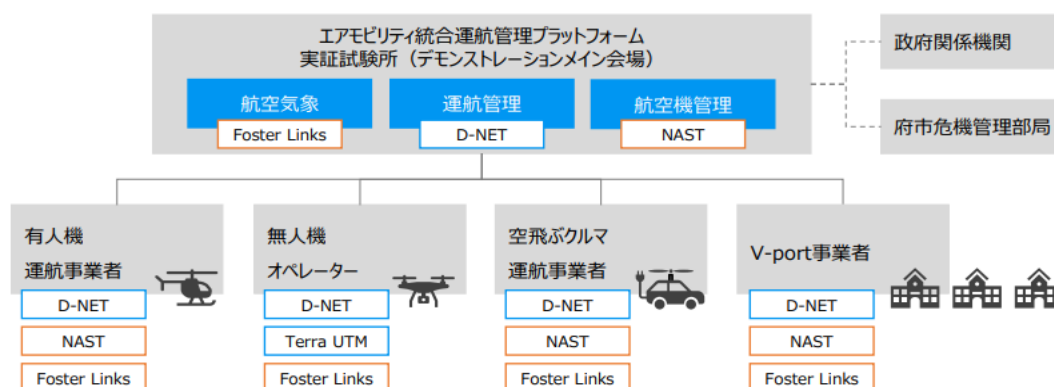 エアモビリティ統合運航管理プラットフォーム
実証試験所（デモンストレーションメイン会場）
航空気象
運航管理
航空機管理
Foster Links
D-NET
NAST
政府関係機関
府市危機管理部局
有人機
運航事業者
D-NET
NAST
Foster Links
無人機
オペレーター
D-NET
Terra UTM
Foster Links
空飛ぶクルマ
運航事業者
D-NET
NAST
Foster Links
V-port事業者
D-NET
NAST
Foster Links